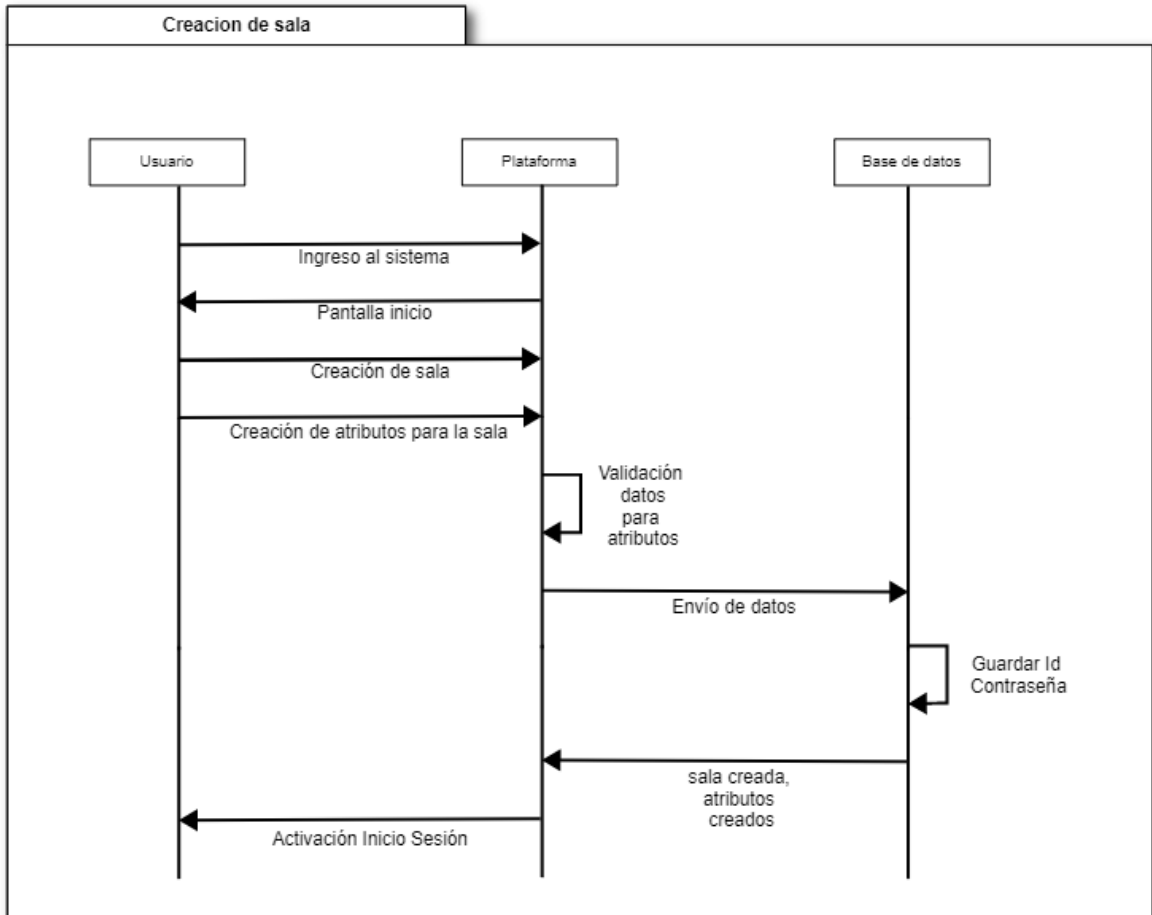 Creacion de sala
Usuario
Plataforma
Base de datos
Ingreso al sistema
Pantalla inicio
Creación de sala
Creación de atributos para la sala
Validación
datos
para
atributos
Envío de datos
Guardar Id
Contraseña
sala creada,
atributos
creados
Activación Inicio Sesión